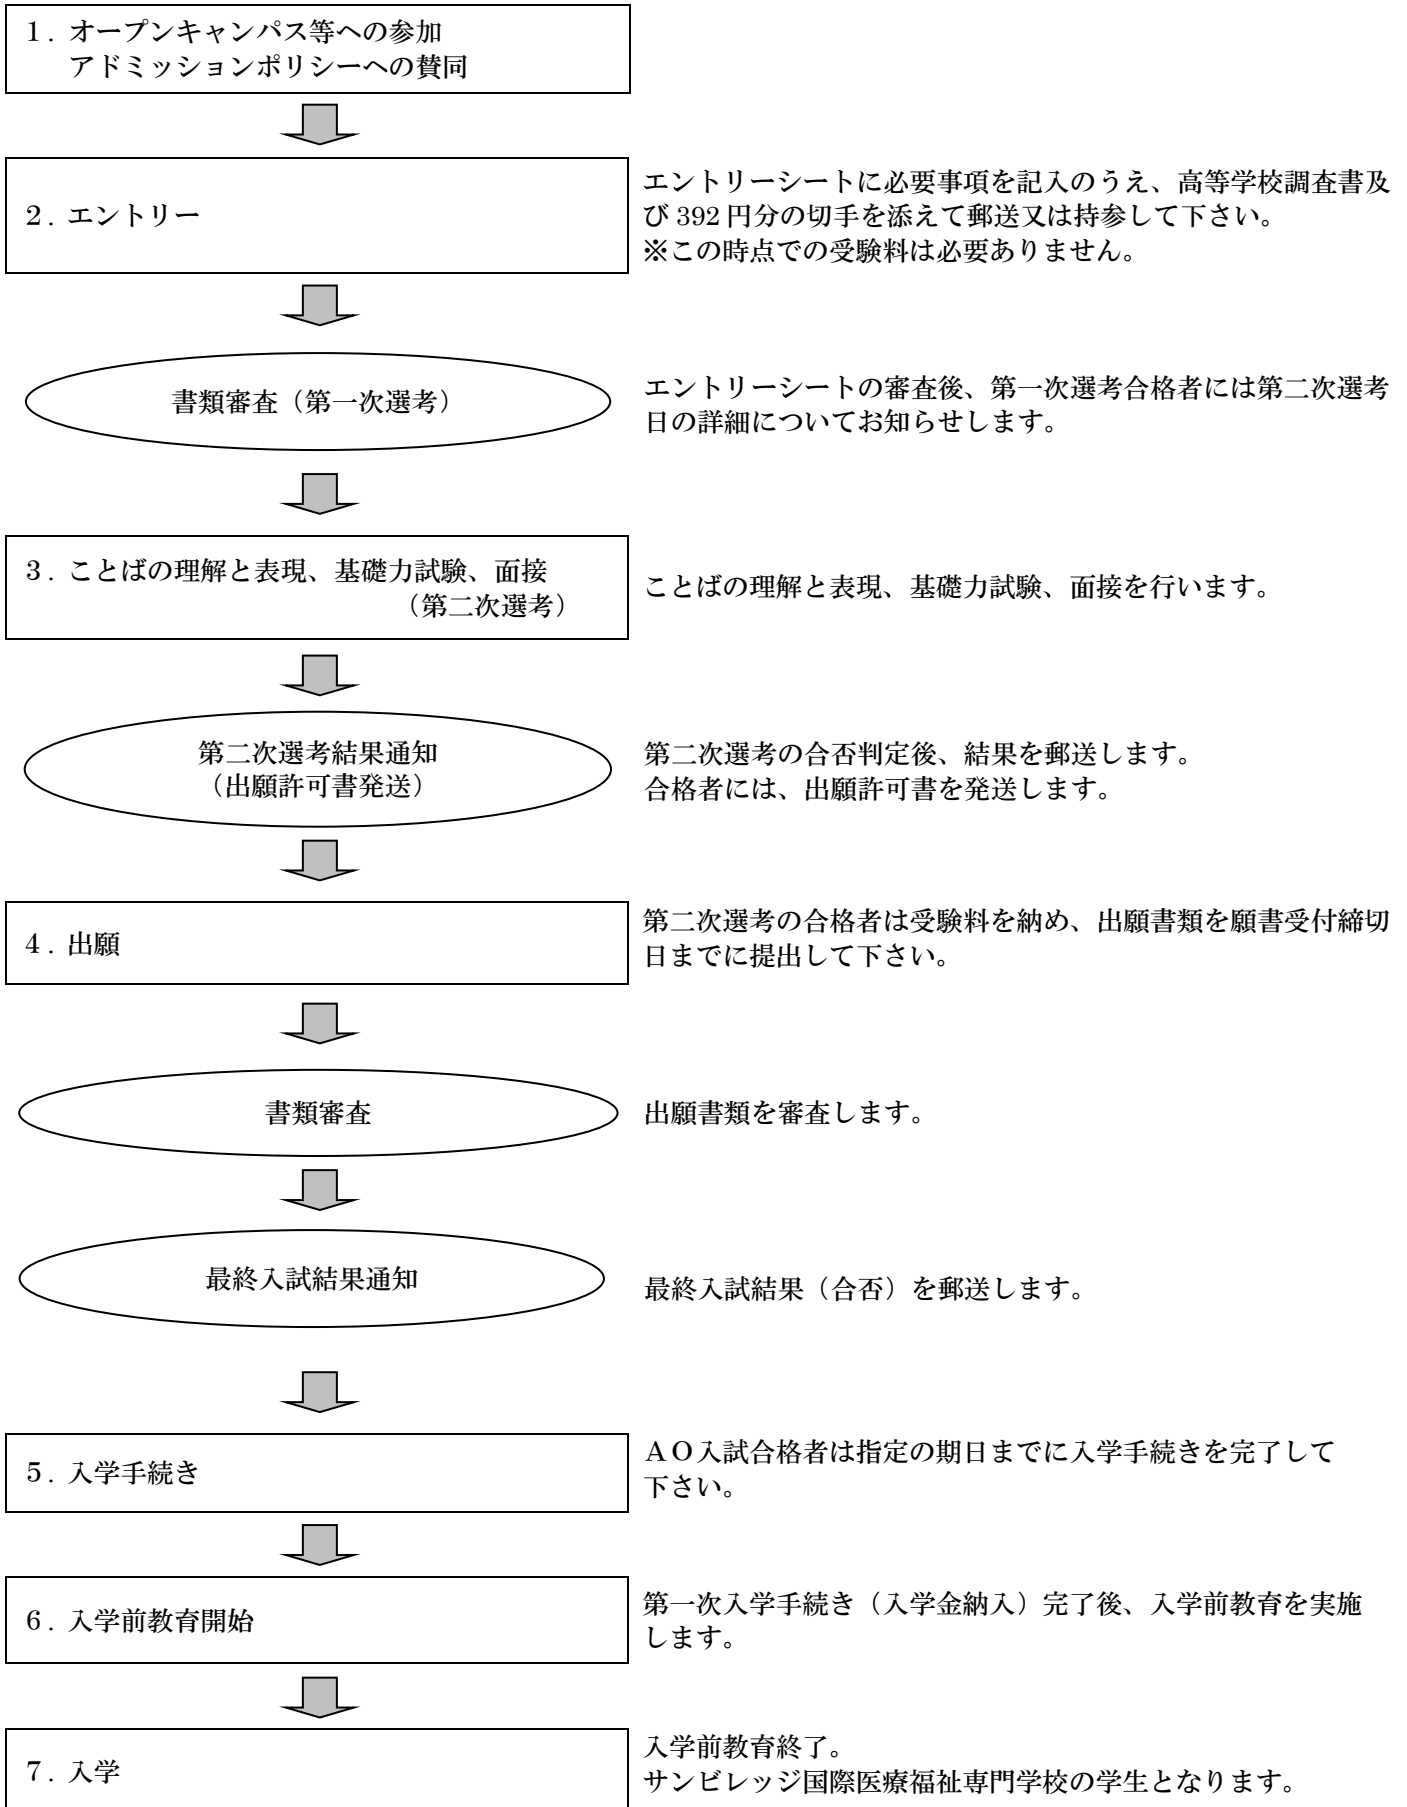 １. オープンキャンパス等への参加
アドミッションポリシーへの賛同
２. エントリー
エントリーシートに必要事項を記入のうえ、高等学校調査書及
び 392 円分の切手を添えて郵送又は持参して下さい。
※この時点での受験料は必要ありません。
書類審査（第一次選考）
エントリーシートの審査後、第一次選考合格者には第二次選考
日の詳細についてお知らせします。
３. ことばの理解と表現、基礎力試験、面接
（第二次選考）
ことばの理解と表現、基礎力試験、面接を行います。
第二次選考結果通知
（出願許可書発送）
第二次選考の合否判定後、結果を郵送します。
合格者には、出願許可書を発送します。
４. 出願
第二次選考の合格者は受験料を納め、出願書類を願書受付締切
日までに提出して下さい。
書類審査
出願書類を審査します。
最終入試結果通知
最終入試結果（合否）を郵送します。
５. 入学手続き
ＡＯ入試合格者は指定の期日までに入学手続きを完了して
下さい。
６. 入学前教育開始
第一次入学手続き（入学金納入）完了後、入学前教育を実施
します。
７. 入学
入学前教育終了。
サンビレッジ国際医療福祉専門学校の学生となります。